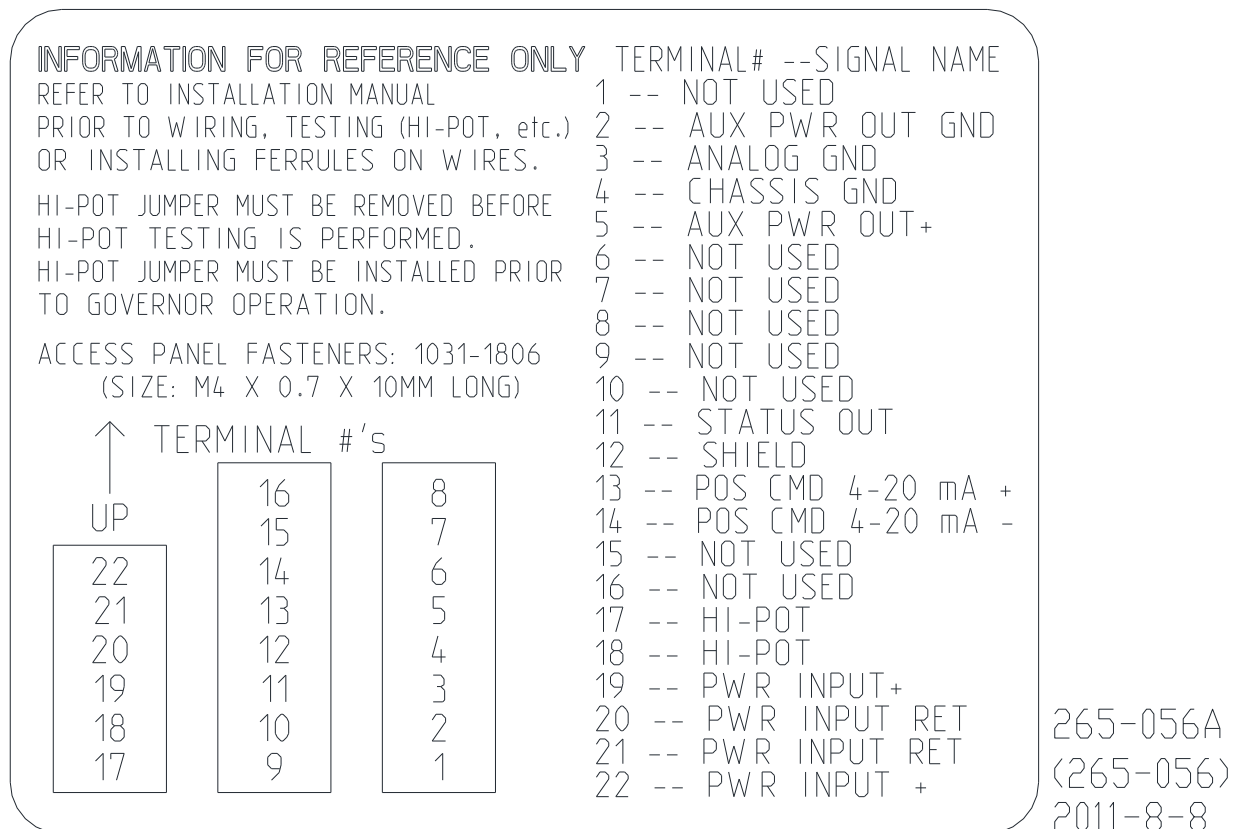 INFORMATION FOR REFERENCE ONLY
REFER TO INSTALLATION MANUAL
PRIOR TO WIRING, TESTING (HI-POT, etc.)
OR INSTALLING FERRULES ON WIRES.
HI-POT JUMPER MUST BE REMOVED BEFORE
HI-POT TESTING IS PERFORMED.
HI-POT JUMPER MUST BE INSTALLED PRIOR
TO GOVERNOR OPERATION.
ACCESS PANEL FASTENERS: 1031-1806
(SIZE: M4 X 0.7 X 10MM LONG)
TERMINAL #'s
UP
22
21
20
19
18
17
16
15
14
13
12
11
10
9
8
7
6
5
4
3
2
1
TERMINAL# --SIGNAL NAME
1 -- NOT USED
2 -- AUX PWR OUT GND
3 -- ANALOG GND
4 -- CHASSIS GND
5 -- AUX PWR OUT+
6 -- NOT USED
7 -- NOT USED
8 -- NOT USED
9 -- NOT USED
10 -- NOT USED
11 -- STATUS OUT
12 -- SHIELD
13 -- POS CMD 4-20 mA +
14 -- POS CMD 4-20 mA -
15 -- NOT USED
16 -- NOT USED
17 -- HI-POT
18 -- HI-POT
19 -- PWR INPUT+
20 -- PWR INPUT RET
21 -- PWR INPUT RET
22 -- PWR INPUT +
265-056A
(265-056)
2011-8-8